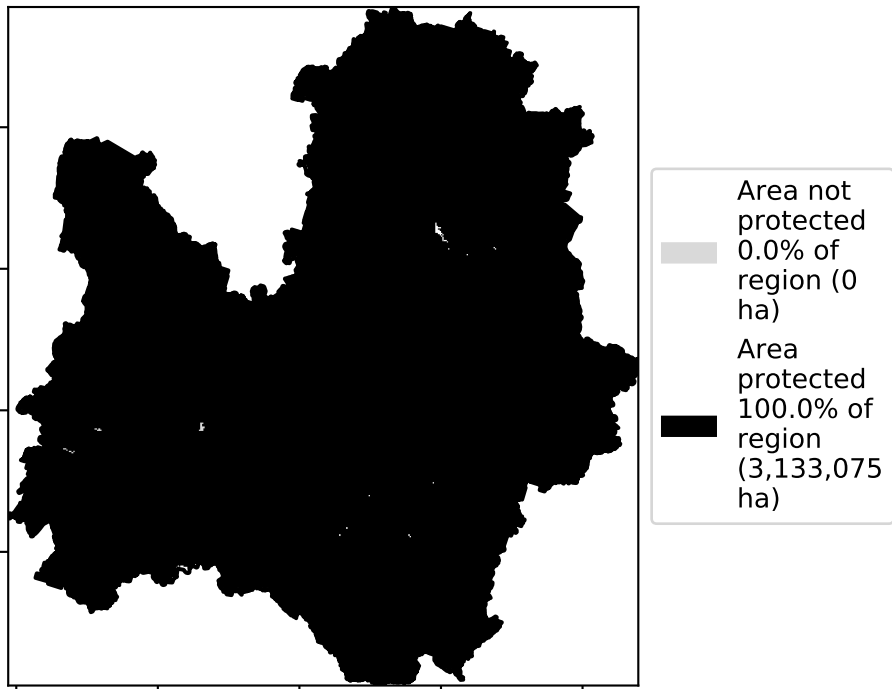 Area not
protected
0.0% of
region (0
ha)
Area
protected
100.0% of
region
(3,133,075
ha)